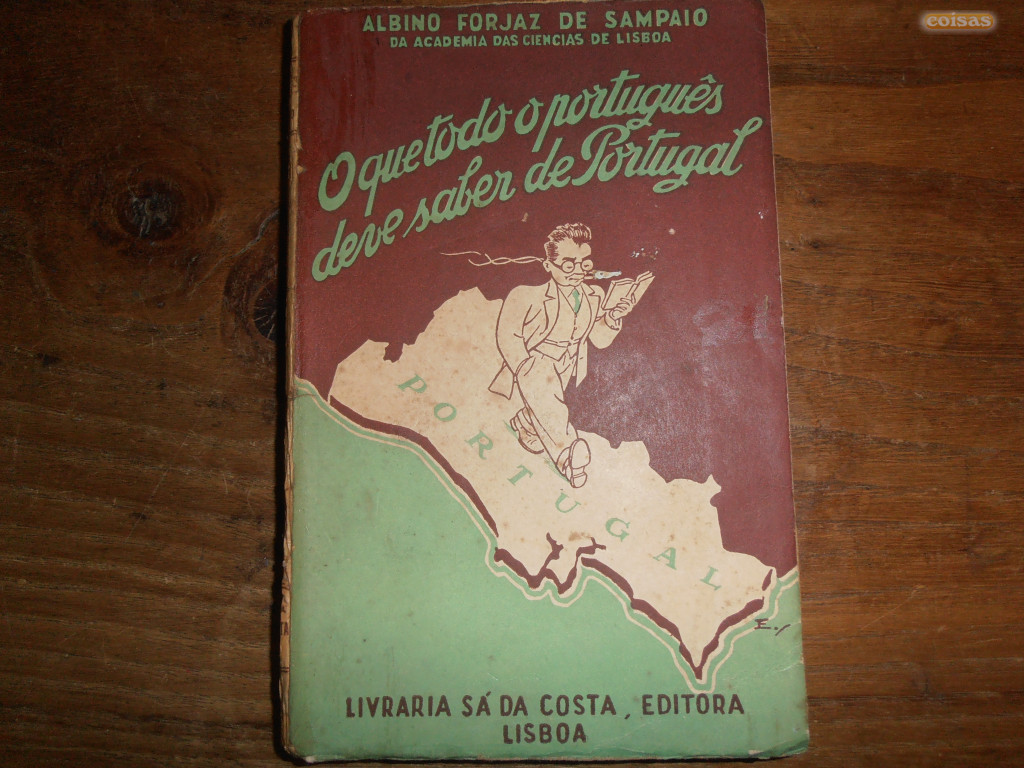 coisas
ALBINO FORJAZ DE SAMPAIO
DA ACADEMIA DAS CIENCIAS DE LISBOA
O que todo o português
deve saber de Portugal
PORTUGAL
LIVRARIA SÁ DA COSTA, EDITORA
LISBOA